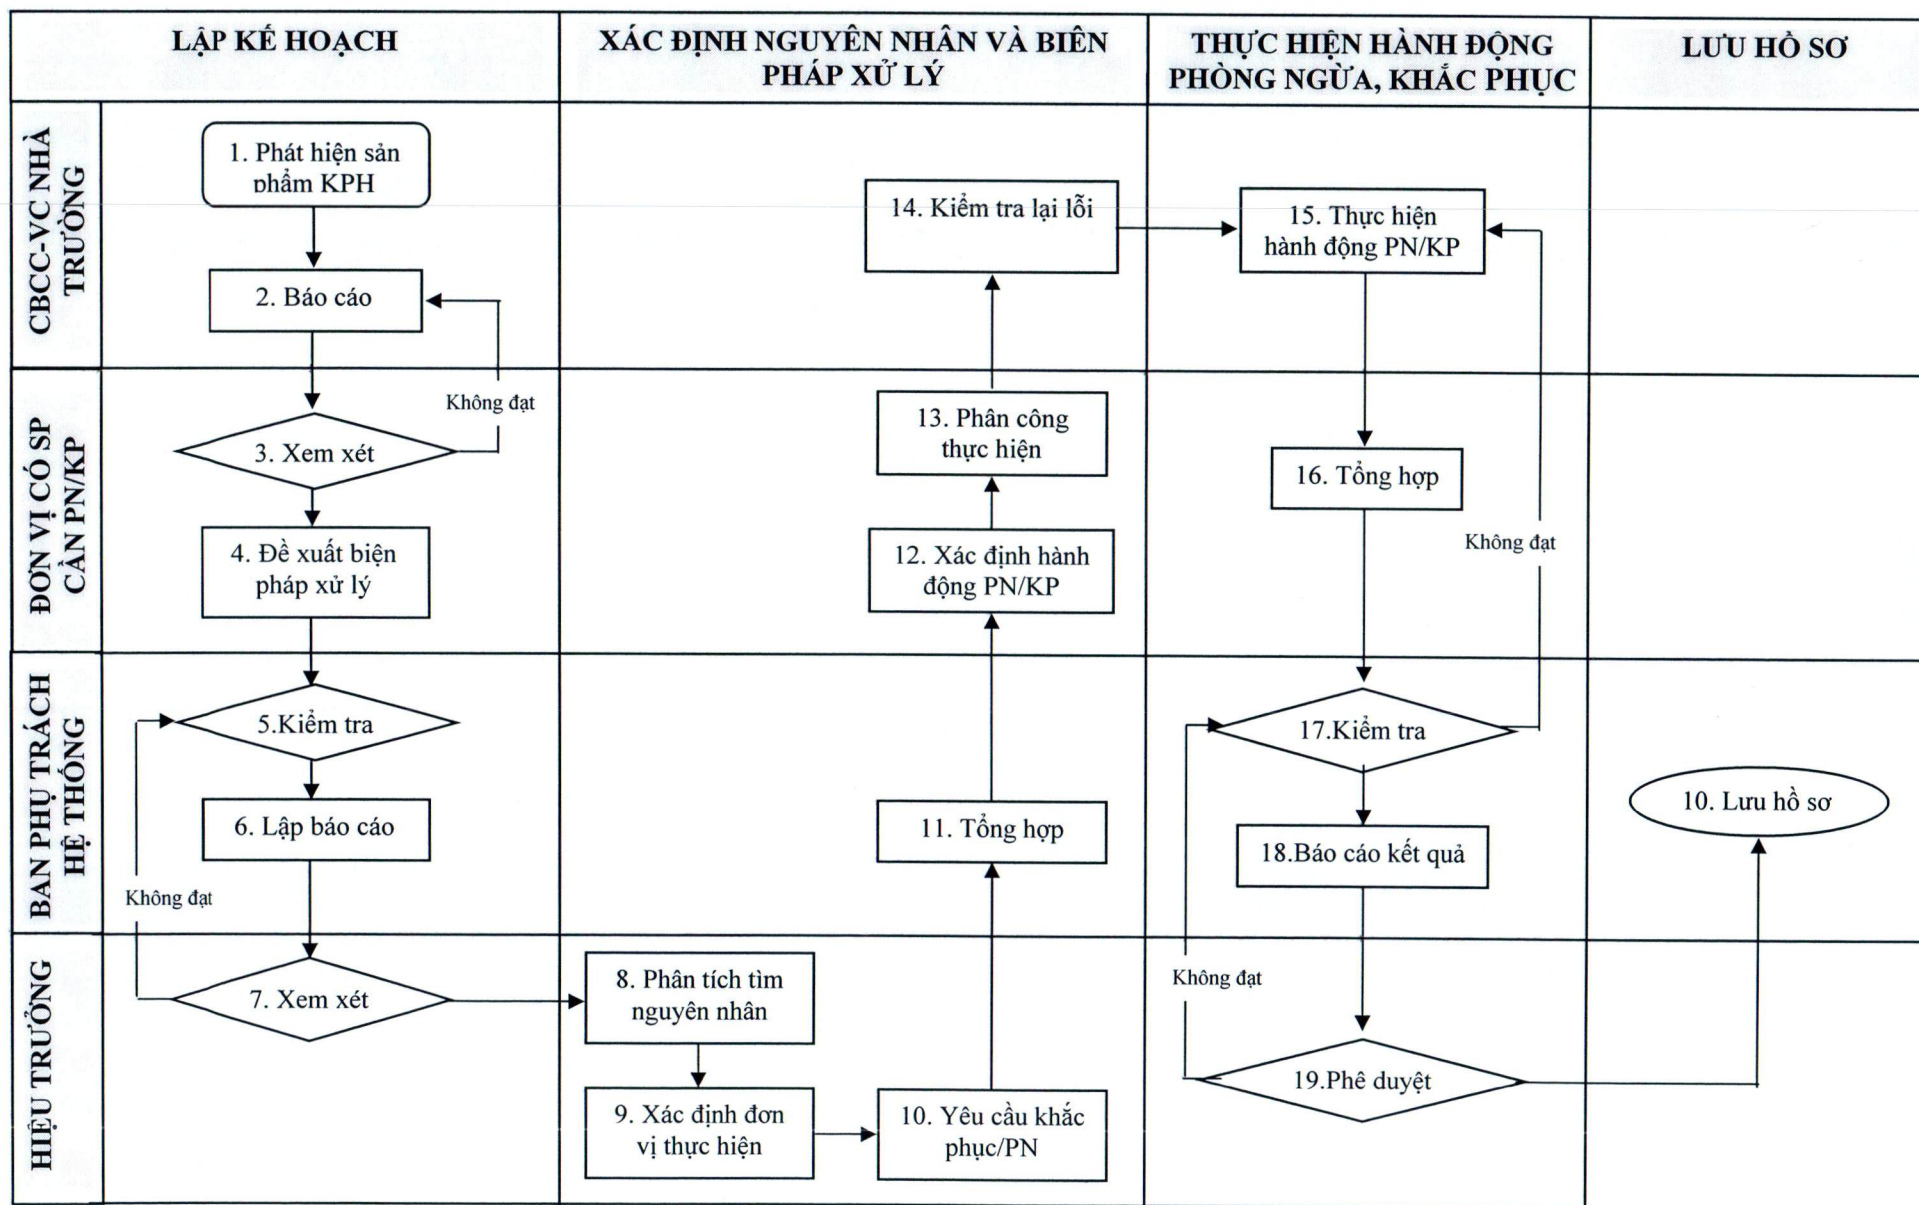 LẬP KẾ HOẠCH
XÁC ĐỊNH NGUYÊN NHÂN VÀ BIÊN
PHÁP XỬ LÝ
THỰC HIỆN HÀNH ĐỘNG
PHÒNG NGỪA, KHẮC PHỤC
LƯU HỒ SƠ
CBCC-VC NHÀ
TRƯỜNG
1. Phát hiện sản
phẩm KPH
2. Báo cáo
14. Kiểm tra lại lỗi
15. Thực hiện
hành động PN/KP
ĐƠN VỊ CÓ SP
CẦN PN/KP
Không đạt
3. Xem xét
4. Đề xuất biện
pháp xử lý
13. Phân công
thực hiện
12. Xác định hành
động PN/KP
16. Tổng hợp
Không đạt
BAN PHỤ TRÁCH
HỆ THỐNG
5.Kiểm tra
6. Lập báo cáo
Không đạt
11. Tổng hợp
17.Kiểm tra
18.Báo cáo kết quả
10. Lưu hồ sơ
HIỆU TRƯỞNG
7. Xem xét
8. Phân tích tìm
nguyên nhân
9. Xác định đơn
vị thực hiện
10. Yêu cầu khắc
phục/PN
Không đạt
19.Phê duyệt